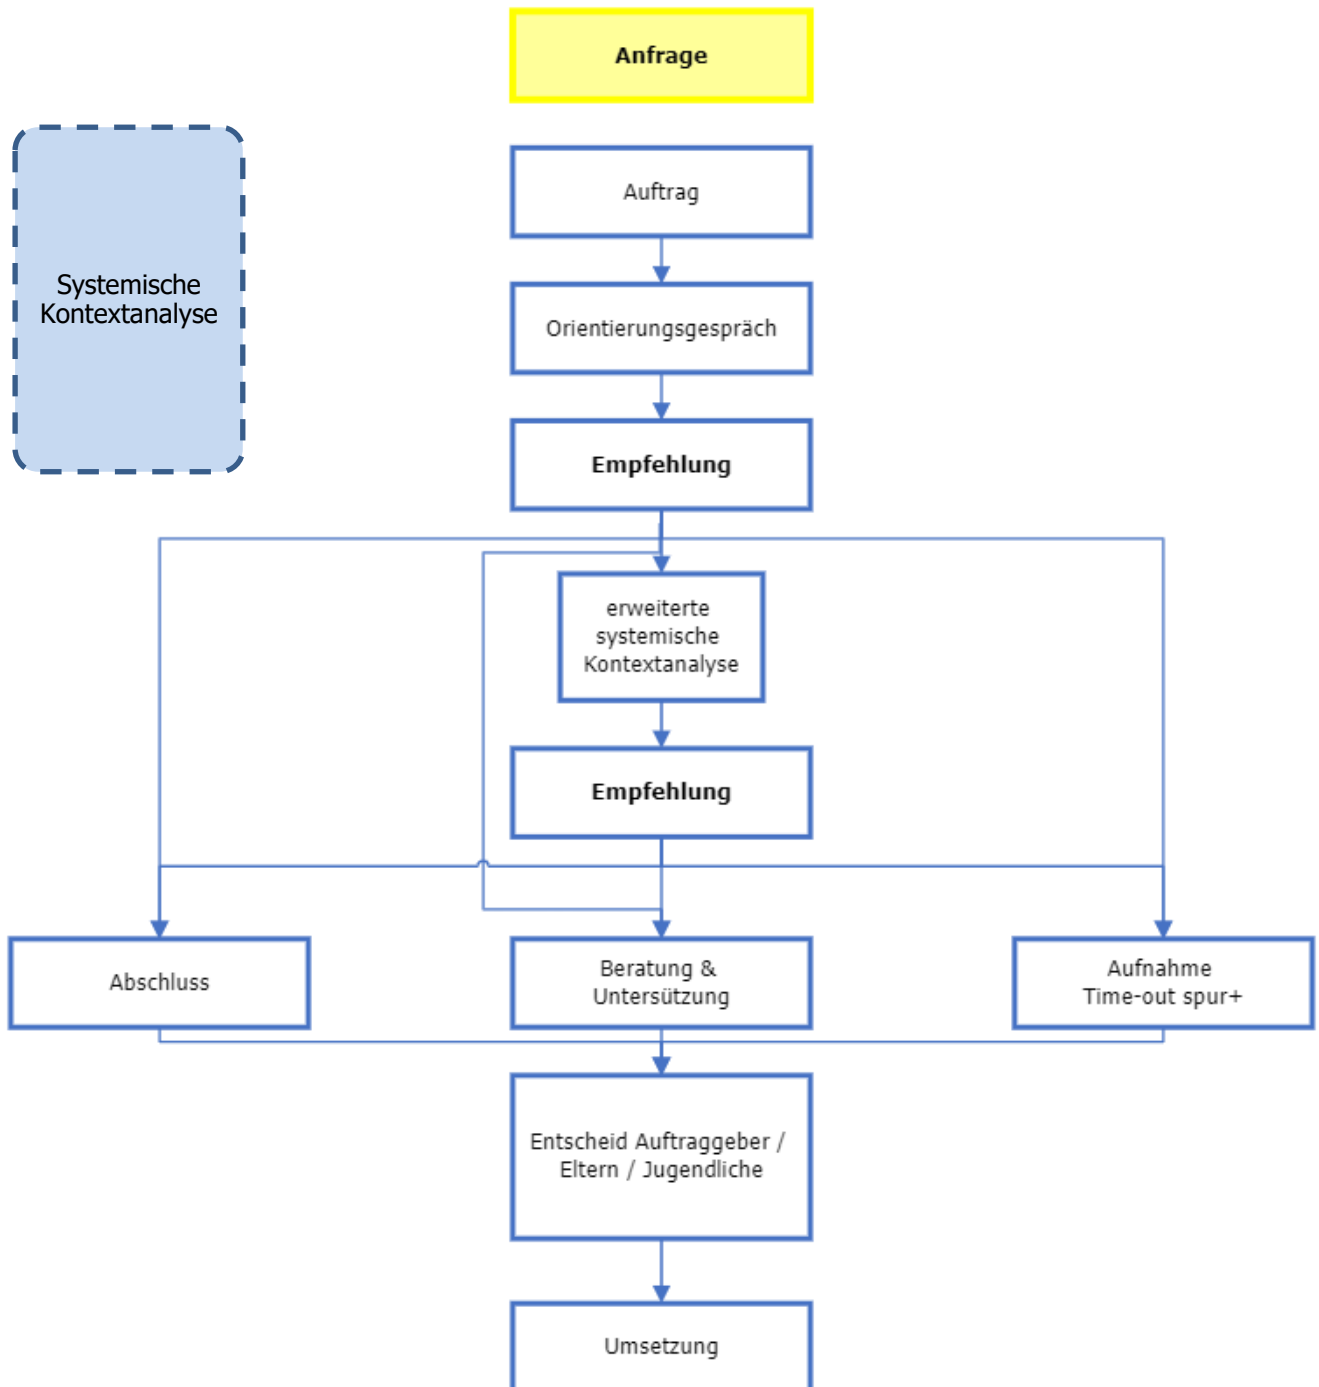 Anfrage
Systemische
Kontextanalyse
Auftrag
Orientierungsgespräch
Empfehlung
erweiterte
systemische
Kontextanalyse
Empfehlung
Abschluss
Beratung &
Untersützung
Aufnahme
Time-out spur+
Entscheid Auftraggeber /
Eltern / Jugendliche
Umsetzung